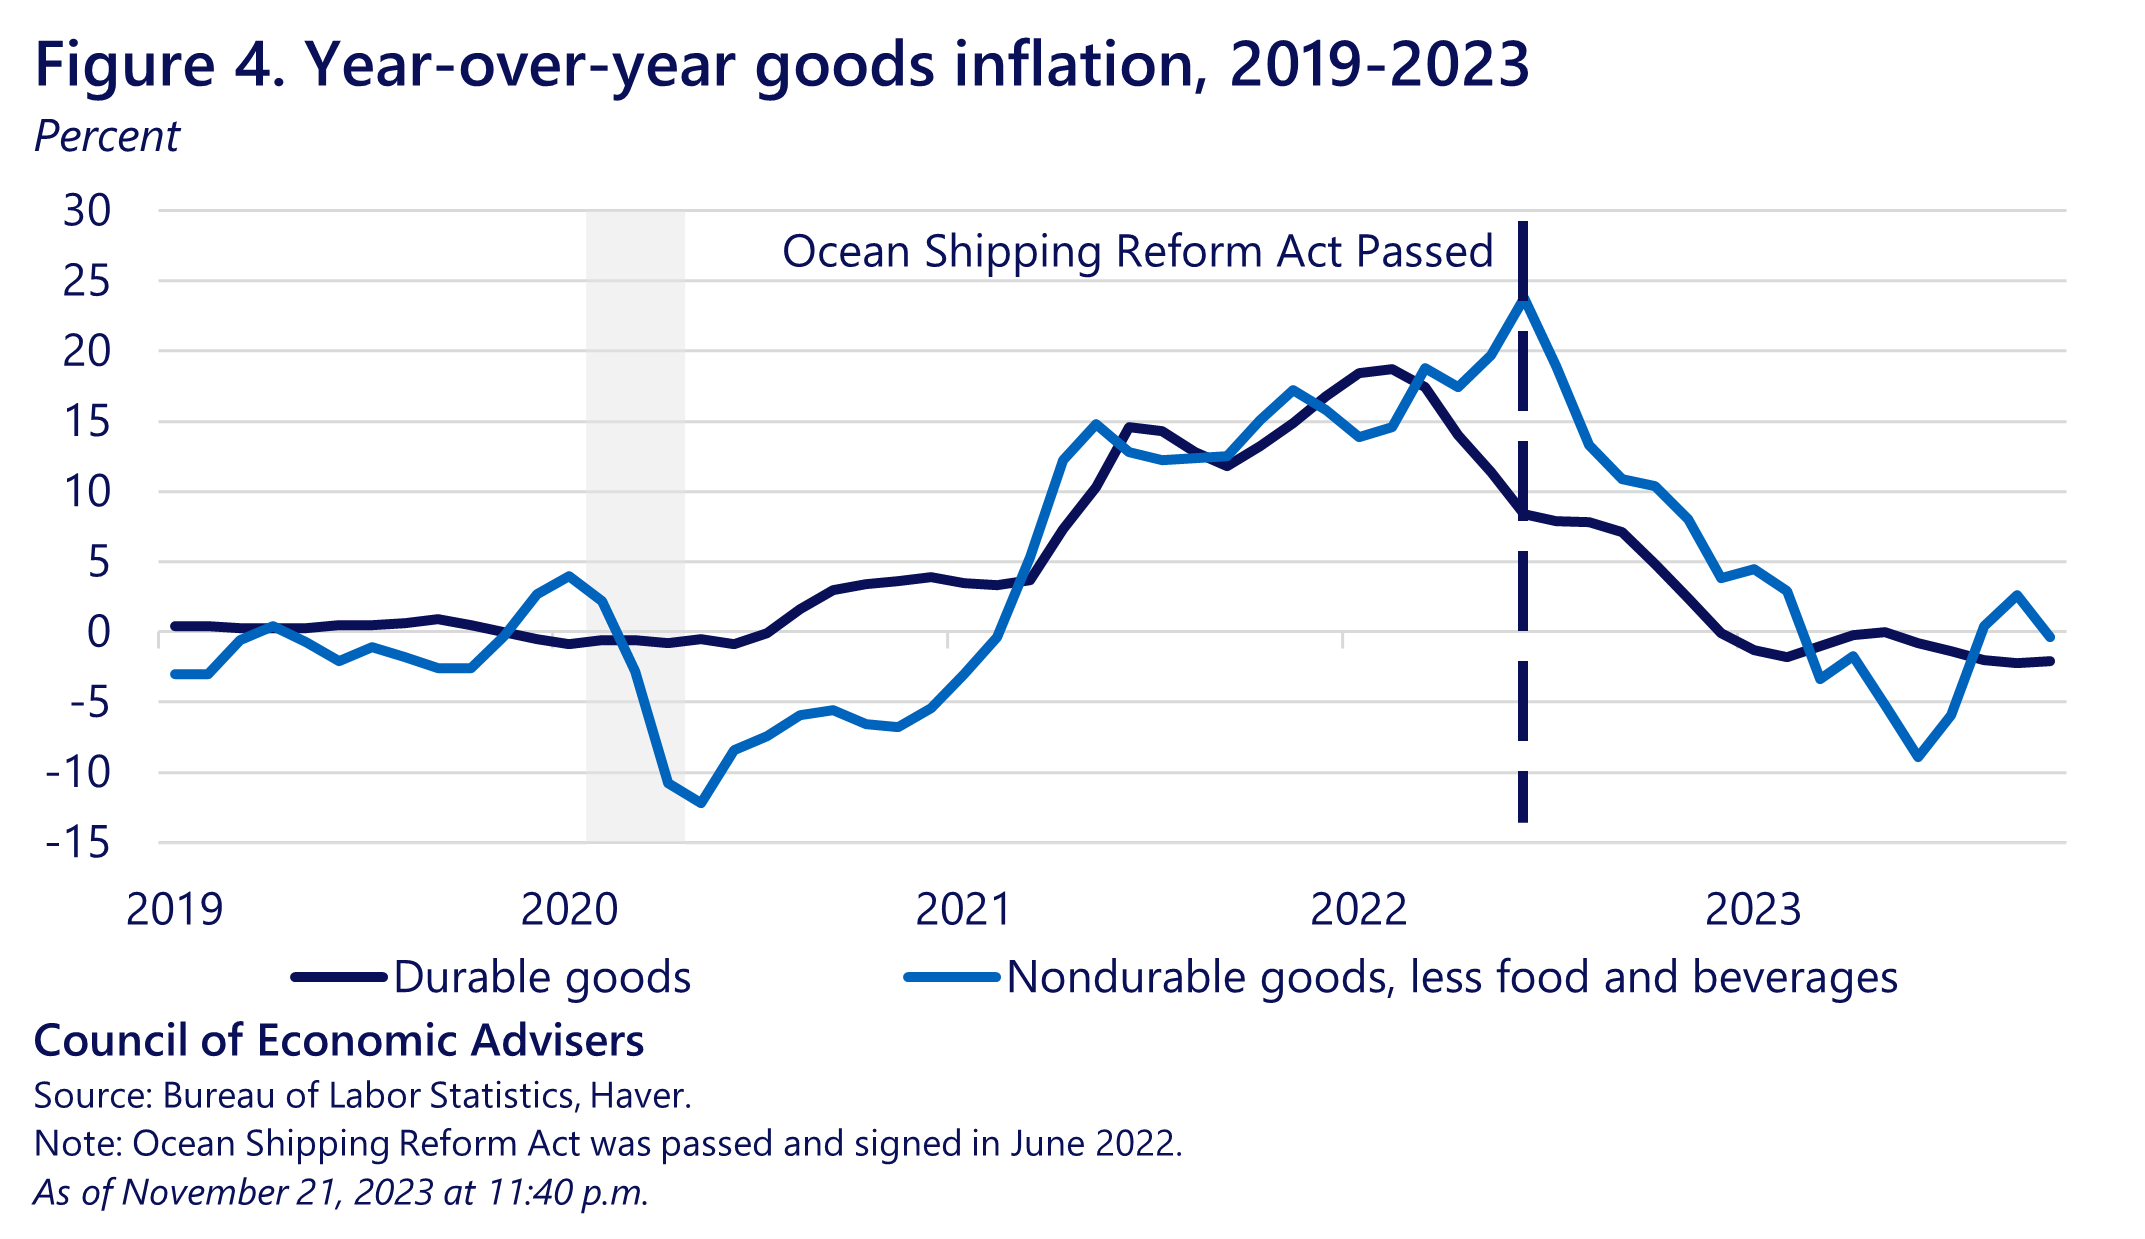 Figure 4. Year-over-year goods inflation, 2019-2023
Percent
30
Ocean Shipping Reform Act Passed
25
20
15
10
5
0
-5
-10
-15
2019 2020 2021 2022 2023
Durable goods Nondurable goods, less food and beverages
Council of Economic Advisers
Source: Bureau of Labor Statistics, Haver.
Note: Ocean Shipping Reform Act was passed and signed in June 2022.
As of November 21, 2023 at 11:40 p.m.